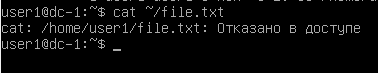 user1@dc-1:~$ cat ~/file.txt
cat: /home/user1/file.txt: Отказано в доступе
user1@dc-1:~$ _